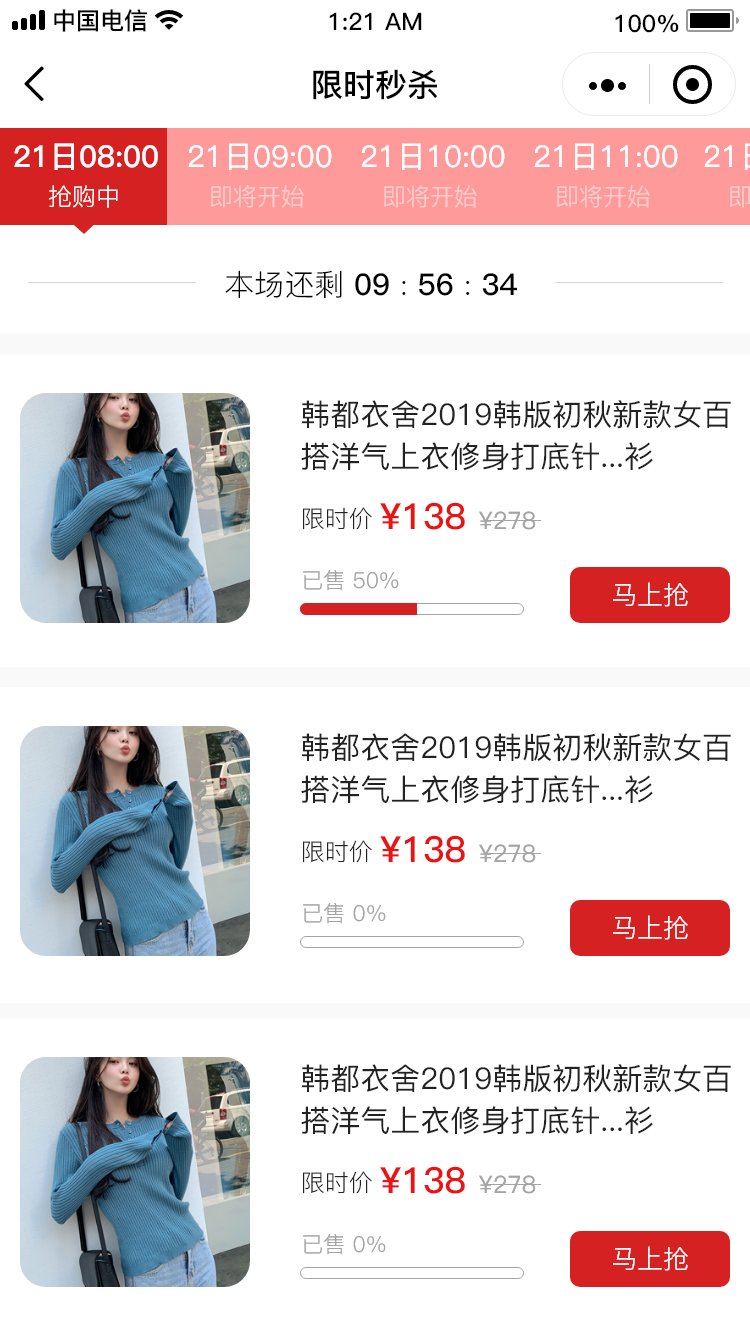 中国电信 1:21 AM 100%
限时秒杀
21日08:00 21日09:00 21日10:00 21日11:00 21日
抢购中 即将开始 即将开始 即将开始 即
本场还剩 09 : 56 : 34
韩都衣舍2019韩版初秋新款女百
搭洋气上衣修身打底针...衫
限时价 ¥138 ¥278
已售 50%
马上抢
韩都衣舍2019韩版初秋新款女百
搭洋气上衣修身打底针...衫
限时价 ¥138 ¥278
已售 0%
马上抢
韩都衣舍2019韩版初秋新款女百
搭洋气上衣修身打底针...衫
限时价 ¥138 ¥278
已售 0%
马上抢